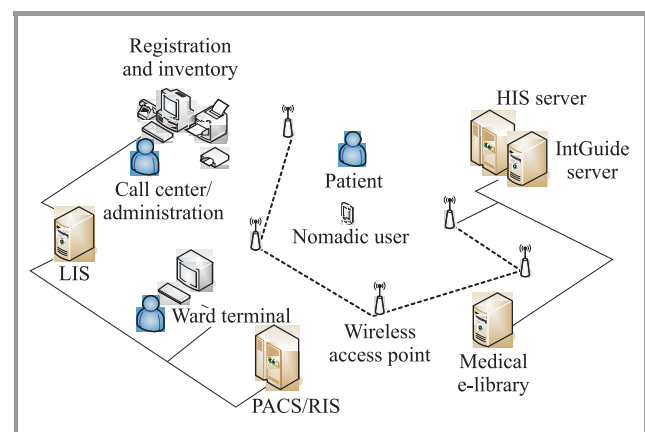 Registration
and inventory
HIS server
IntGuide
server
Patient
Call center/
administration
Nomadic user
LIS
Ward terminal
Wireless
access point
Medical
e-library
PACS/RIS